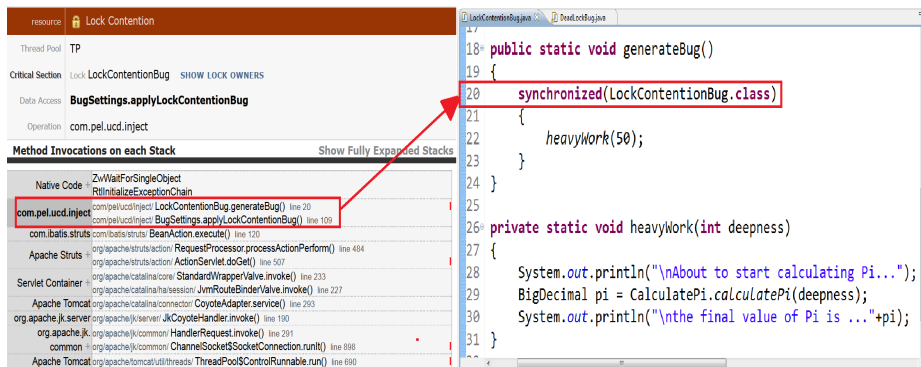 resource Lock Contention
Thread Pool TP
Critical Section Lock LockContentionBug SHOW LOCK OWNERS
Data Access BugSettings.applyLockContentionBug
Operation com.pel.ucd.inject
Method Invocations on each Stack Show Fully Expanded Stacks
Native Code + ZwWaitForSingleObject
RtlInitializeExceptionChain
com.pel.ucd.inject com/pel/ucd/inject/ LockContentionBug.generateBug() line 20
com/pel/ucd/inject/ BugSettings.applyLockContentionBug() line 109
com.ibatis.struts com/ibatis/struts/ BeanAction.execute() line 120
Apache Struts + org/apache/struts/action/ RequestProcessor.processActionPerform() line 484
org/apache/struts/action/ ActionServlet.doGet() line 507
Servlet Container + org/apache/catalina/core/ StandardWrapperValve.invoke() line 233
org/apache/catalina/ha/session/ JvmRouteBinderValve.invoke() line 227
Apache Tomcat org/apache/catalina/connector/ CoyoteAdapter.service() line 293
org.apache.jk.server org/apache/jk/server/ JkCoyoteHandler.invoke() line 190
org.apache.jk. org/apache/jk/common/ HandlerRequest.invoke() line 291
common + org/apache/jk/common/ ChannelSocket$SocketConnection.runIt() line 898
Apache Tomcat org/apache/tomcat/util/threads/ ThreadPool$ControlRunnable.run() line 690
LockContentionBug.java DeadLockBug.java
17
18 public static void generateBug()
19 {
20 synchronized(LockContentionBug.class)
21 {
22 heavyWork(50);
23 }
24 }
25
26 private static void heavyWork(int deepness)
27 {
28 System.out.println("\nAbout to start calculating Pi...");
29 BigDecimal pi = CalculatePi.calculatePi(deepness);
30 System.out.println("\nthe final value of Pi is ..."+pi);
31 }